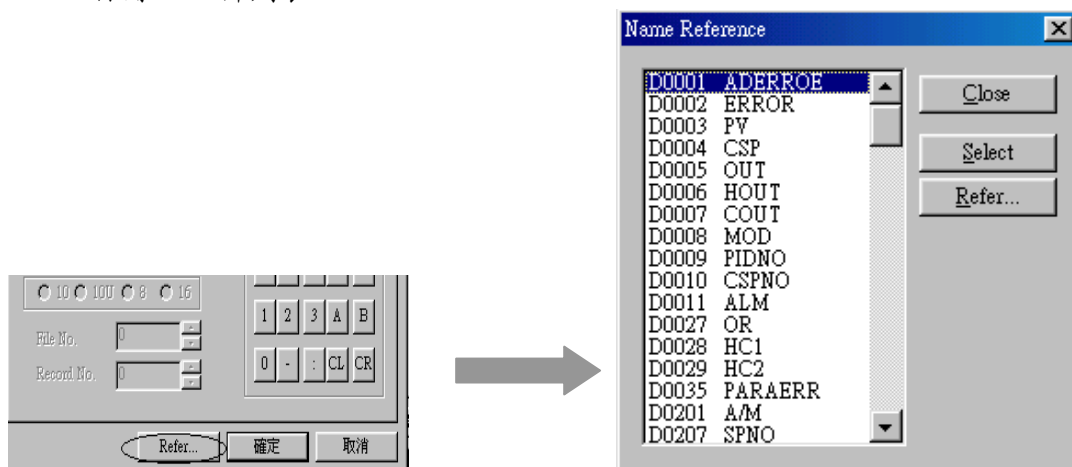 Name Reference
D0001 ADERROE
D0002 ERROR
D0003 PV
D0004 CSP
D0005 OUT
D0006 HOUT
D0007 COUT
D0008 MOD
D0009 PIDNO
D0010 CSPNO
D0011 ALM
D0027 OR
D0028 HC1
D0029 HC2
D0035 PARAERR
D0201 A/M
D0207 SPNO
Close
Select
Refer...
10 10U 8 16
File No. 0
Record No. 0
1 2 3 A B
0 - : CL CR
Refer... 確定 取消